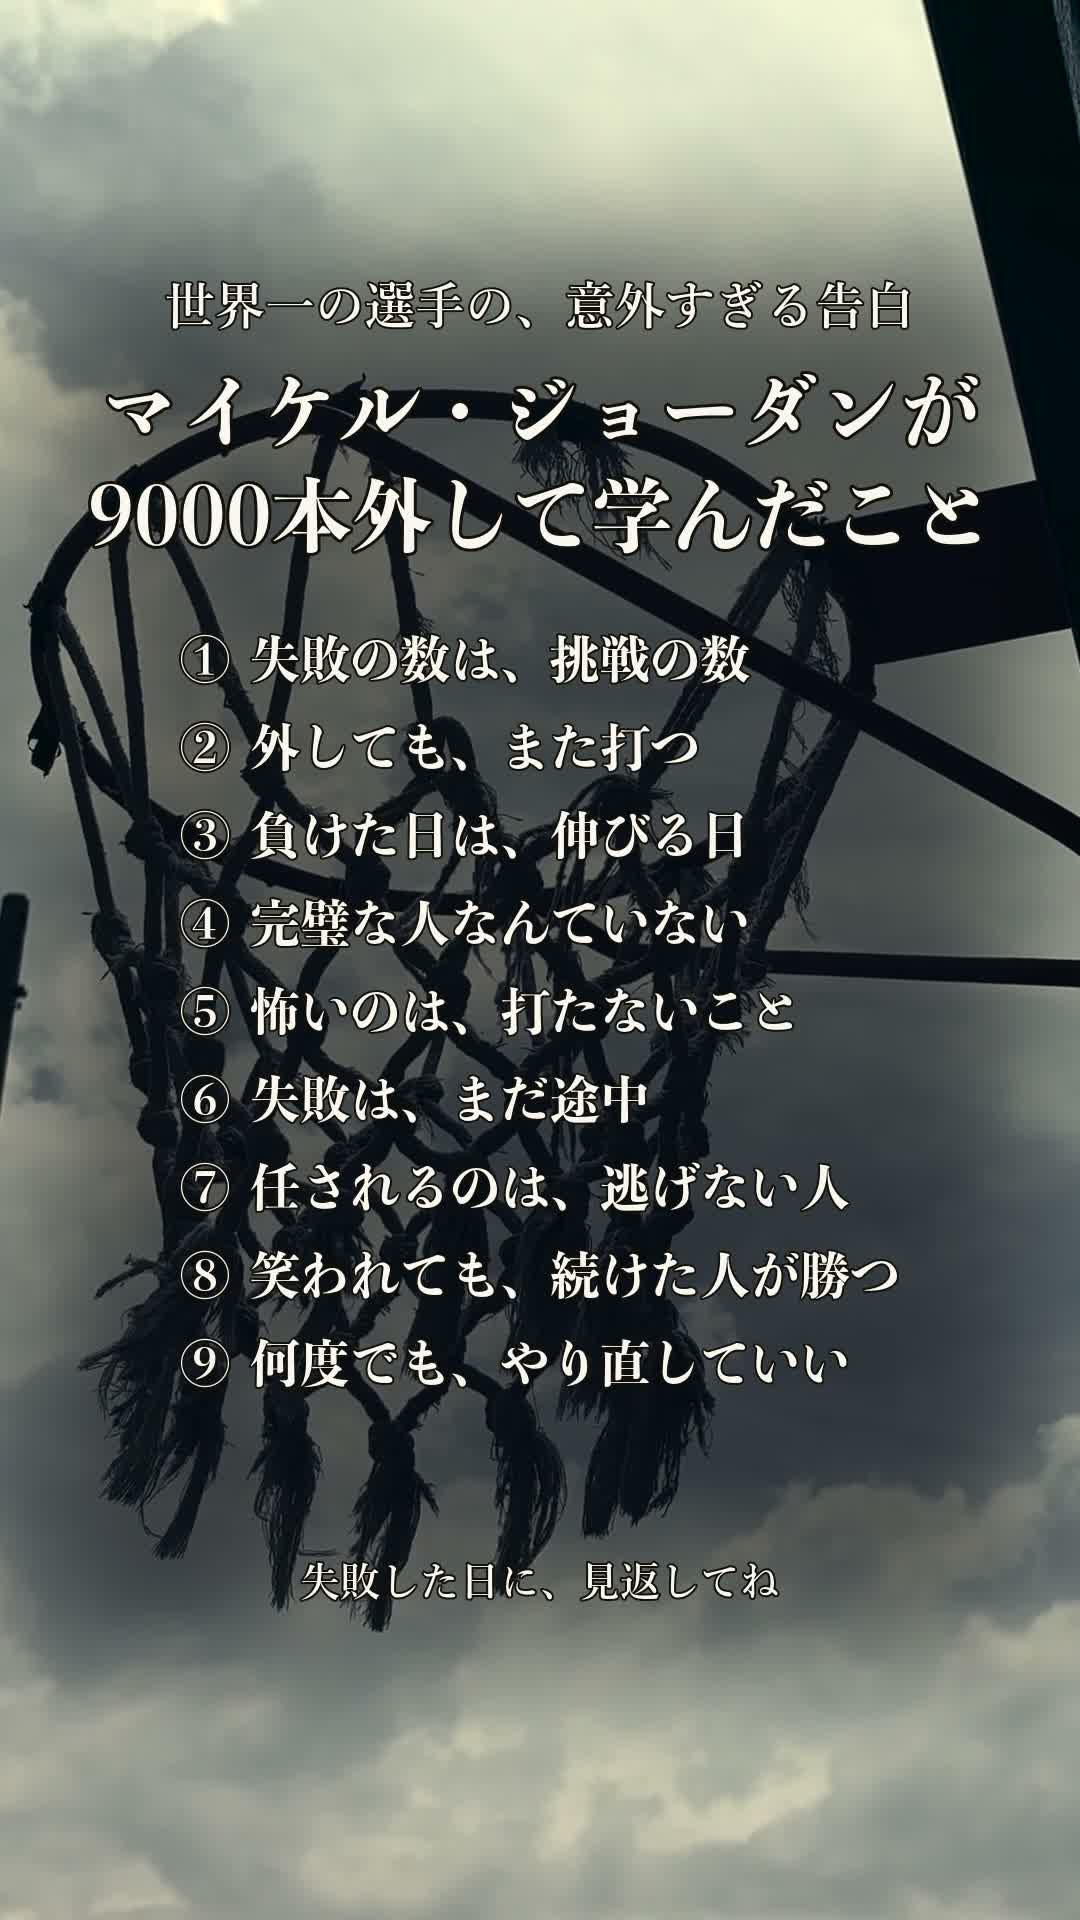 世界一の選手の、意外すぎる告白
マイケル・ジョーダンが
9000本外して学んだこと
① 失敗の数は、挑戦の数
② 外しても、また打つ
③ 負けた日は、伸びる日
④ 完璧な人なんていない
⑤ 怖いのは、打たないこと
⑥ 失敗は、まだ途中
⑦ 任されるのは、逃げない人
⑧ 笑われても、続けた人が勝つ
⑨ 何度でも、やり直していい
失敗した日に、見返してね